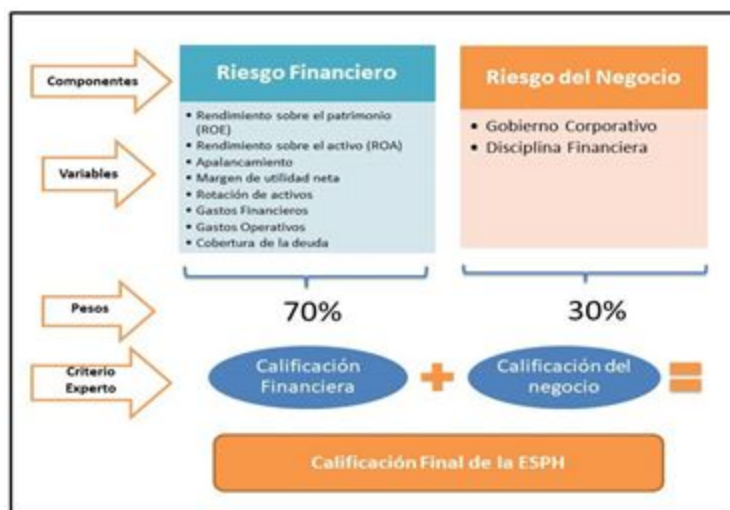 Componentes
Riesgo Financiero
Riesgo del Negocio
Variables
• Rendimiento sobre el patrimonio
(ROE)
• Rendimiento sobre el activo (ROA)
• Apalancamiento
• Margen de utilidad neta
• Rotación de activos
• Gastos Financieros
• Gastos Operativos
• Cobertura de la deuda
• Gobierno Corporativo
• Disciplina Financiera
Pesos
70%
30%
Criterio
Experto
Calificación
Financiera
+
Calificación del
negocio
=
Calificación Final de la ESPH